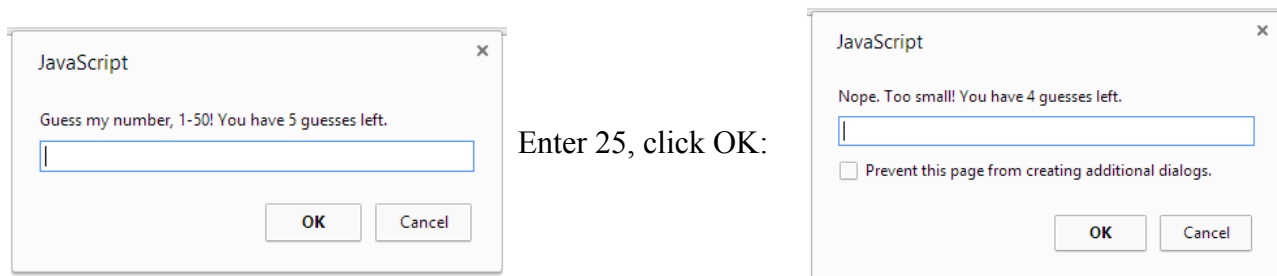 JavaScript
Guess my number, 1-50! You have 5 guesses left.
OK Cancel
Enter 25, click OK:
JavaScript
Nope. Too small! You have 4 guesses left.
Prevent this page from creating additional dialogs.
OK Cancel